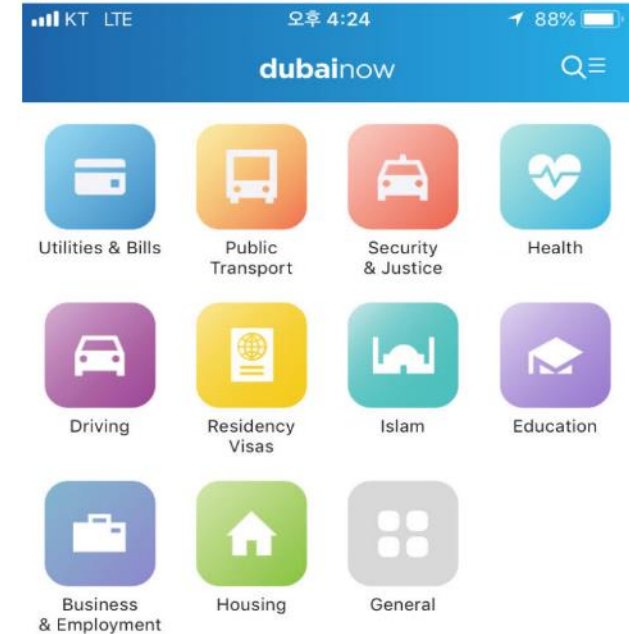 KT LTE 오후 4:24 88%
dubainow
Utilities & Bills
Public
Transport
Security
& Justice
Health
Driving
Residency
Visas
Islam
Education
Business
& Employment
Housing
General